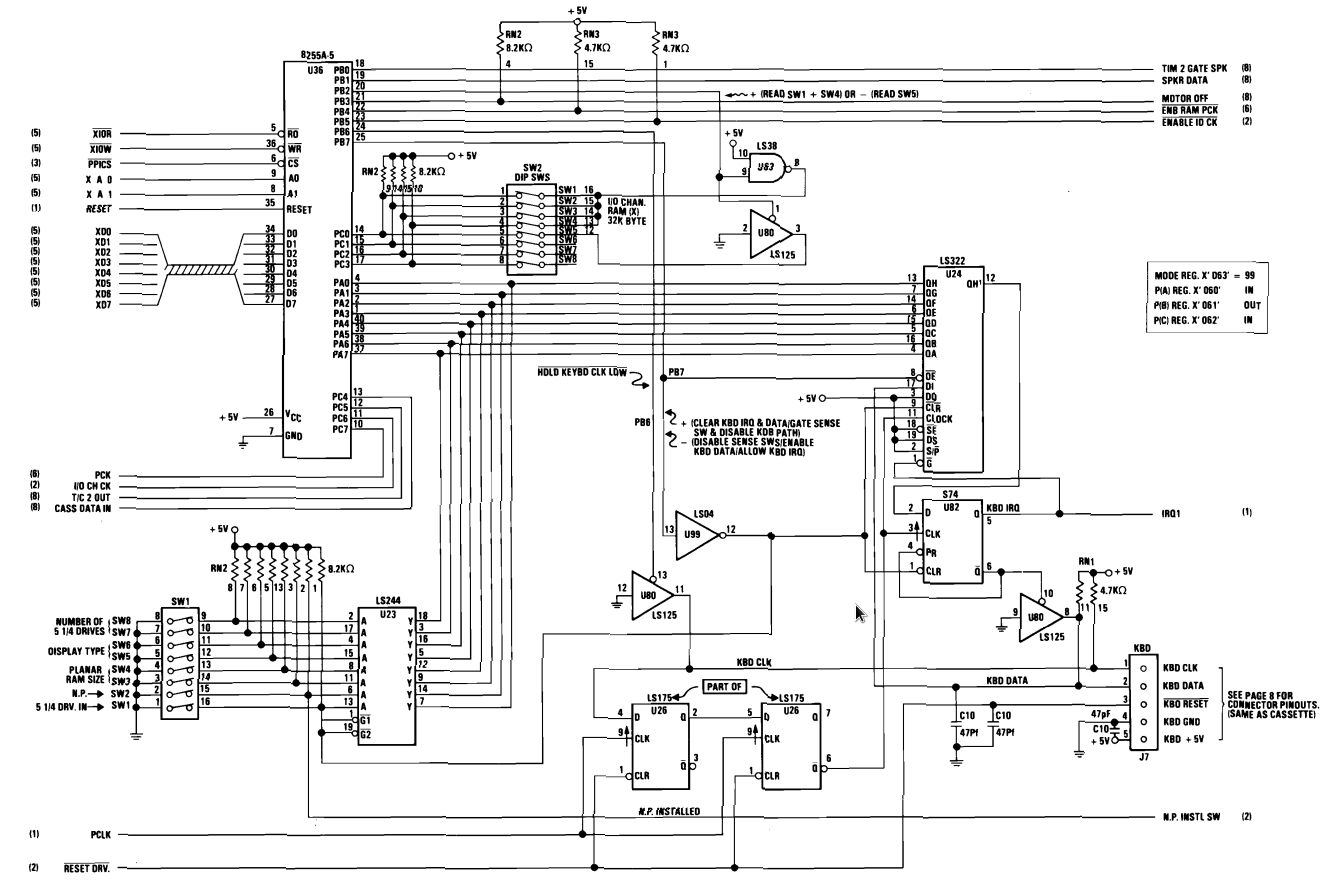 + 5V
RN2
8.2KΩ
4
RN3
4.7KΩ
15
RN3
4.7KΩ
1
8255A-5
U36
18 PB0
19 PB1
20 PB2
21 PB3
22 PB4
23 PB5
24 PB6
25 PB7
TIM 2 GATE SPK (8)
SPKR DATA (8)
+ (READ SW1 + SW4) OR − (READ SW5)
MOTOR OFF (8)
ENB RAM PCK (6)
ENABLE ID CK (2)
(5) XIOR 5 RD
(5) XIOW 36 WR
(3) PPICS 6 CS
(5) X A 0 9 A0
(5) X A 1 8 A1
(1) RESET 35 RESET
(5) XD0 34 D0
(5) XD1 33 D1
(5) XD2 32 D2
(5) XD3 31 D3
(5) XD4 30 D4
(5) XD5 29 D5
(5) XD6 28 D6
(5) XD7 27 D7
+ 5V
RN2
8.2KΩ
SW2
DIP SWS
1 SW1 16
2 SW2 15
3 SW3 14
4 SW4 13
5 SW5 12
6 SW6
7 SW7
8 SW8
I/O CHAN.
RAM (X)
32K BYTE
PC0 14
PC1 15
PC2 16
PC3 17
+ 5V
LS38
10
9
U63
8
1
2
U80
3
LS125
PA0 4
PA1 3
PA2 2
PA3 1
PA4 40
PA5 39
PA6 38
PA7 37
LS322
U24
13 QH
7 QG
14 QF
6 QE
15 QD
5 QC
16 QB
4 QA
QH' 12
8 OE
17 DI
3 DQ
9 CLR
11 CLOCK
18 SE
19 DS
2 S/P
1 G
MODE REG. X' 063' = 99
P(A) REG. X' 060' IN
P(B) REG. X' 061' OUT
P(C) REG. X' 062' IN
HOLD KEYBD CLK LOW
PB7
+ 5V
PB6
+ (CLEAR KBD IRQ & DATA/GATE SENSE
SW & DISABLE KDB PATH)
− (DISABLE SENSE SWS/ENABLE
KBD DATA/ALLOW KBD IRQ)
+ 5V 26 VCC
7 GND
PC4 13
PC5 12
PC6 11
PC7 10
(6) PCK
(2) I/O CH CK
(8) T/C 2 OUT
(8) CASS DATA IN
S74
U82
2 D
3 CLK
4 PR
1 CLR
Q 5
Q 6
KBD IRQ
IRQ1 (1)
LS04
13 U99 12
13
12 U80 11
LS125
+ 5V
RN2
8.2KΩ
8 7 6 5 13 3 2 1
SW1
NUMBER OF
5 1/4 DRIVES
SW8 8 9
SW7 7 10
DISPLAY TYPE
SW6 6 11
SW5 5 12
PLANAR
RAM SIZE
SW4 4 13
SW3 3 14
N.P. SW2 2 15
5 1/4 DRV. IN SW1 1 16
LS244
U23
2 A Y 18
17 A Y 3
4 A Y 16
15 A Y 5
8 A Y 12
11 A Y 9
6 A Y 14
13 A Y 7
1 G1
19 G2
RN1
+ 5V
4.7KΩ
11
15
10
9 U80 8
LS125
KBD CLK
KBD DATA
PART OF
LS175
U26
4 D
9 CLK
1 CLR
Q 2
Q 3
LS175
U26
5 D
9 CLK
1 CLR
Q 7
Q 6
C10
47Pf
C10
47Pf
47pF
C10
+ 5V
KBD
1 KBD CLK
2 KBD DATA
3 KBD RESET
4 KBD GND
5 KBD + 5V
J7
SEE PAGE 8 FOR
CONNECTOR PINOUTS.
(SAME AS CASSETTE)
N.P. INSTALLED
N.P. INSTL SW (2)
(1) PCLK
(2) RESET DRV.